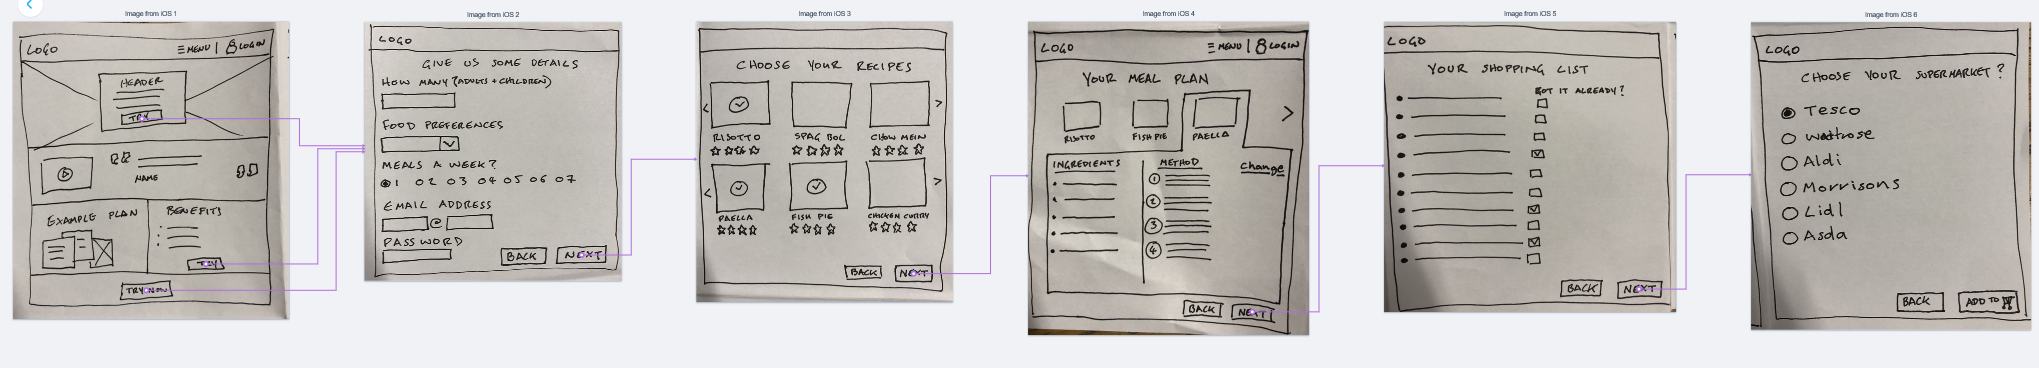 Image from iOS 1
LOGO
MENU | LOGIN
HEADER
TRY
NAME
EXAMPLE PLAN
BENEFITS
TRY
TRY NOW
Image from iOS 2
LOGO
GIVE US SOME DETAILS
HOW MANY (ADULTS + CHILDREN)
FOOD PREFERENCES
MEALS A WEEK?
1 02 03 04 05 06 07
EMAIL ADDRESS
@
PASSWORD
BACK NEXT
Image from iOS 3
CHOOSE YOUR RECIPES
RISOTTO SPAG BOL CHOW MEIN
PAELLA FISH PIE CHICKEN CURRY
BACK NEXT
Image from iOS 4
LOGO
MENU | LOGIN
YOUR MEAL PLAN
RISOTTO FISH PIE PAELLA
INGREDIENTS
METHOD
Change
1
2
3
4
BACK NEXT
Image from iOS 5
LOGO
YOUR SHOPPING LIST
GOT IT ALREADY?
BACK NEXT
Image from iOS 6
LOGO
CHOOSE YOUR SUPERMARKET?
Tesco
Waitrose
Aldi
Morrisons
Lidl
Asda
BACK ADD TO